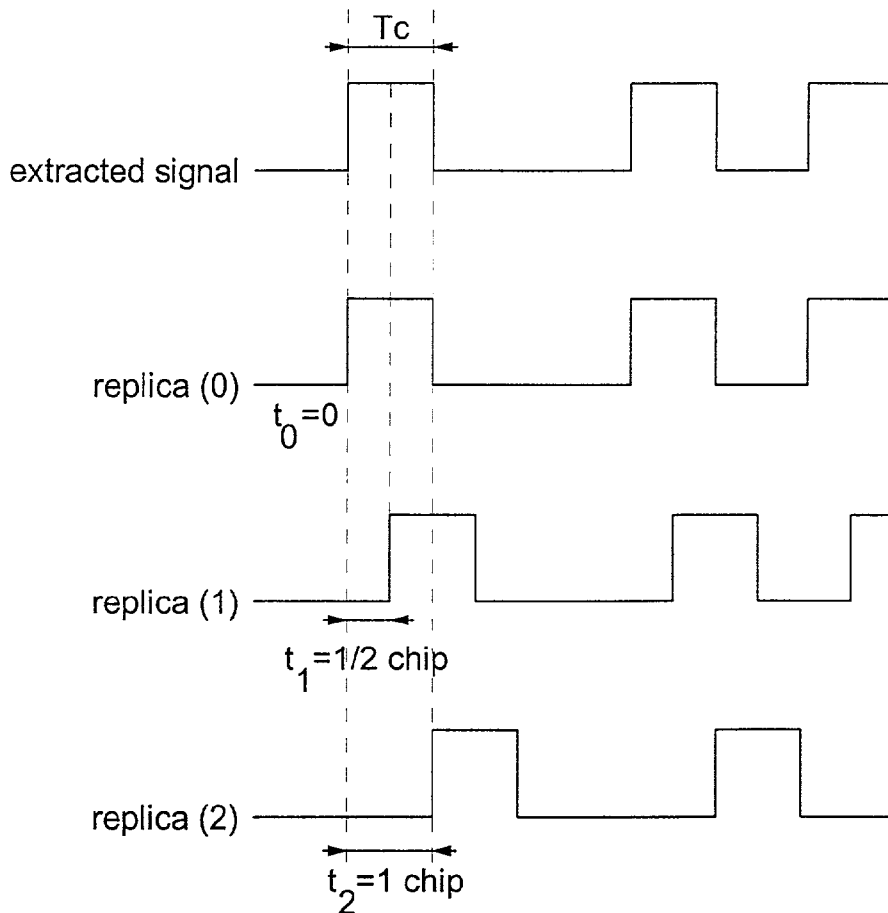 Tc
extracted signal
replica (0)
t0=0
replica (1)
t1=1/2 chip
replica (2)
t2=1 chip